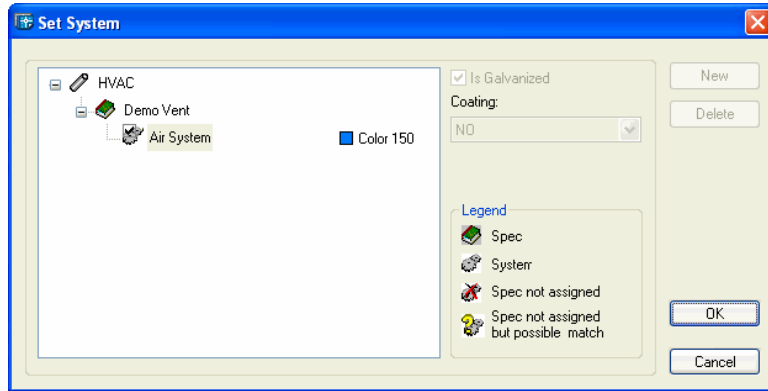 Set System
HVAC
Demo Vent
Air System
Color 150
Is Galvanized
Coating:
NO
Legend
Spec
System
Spec not assigned
Spec not assigned
but possible match
New
Delete
OK
Cancel